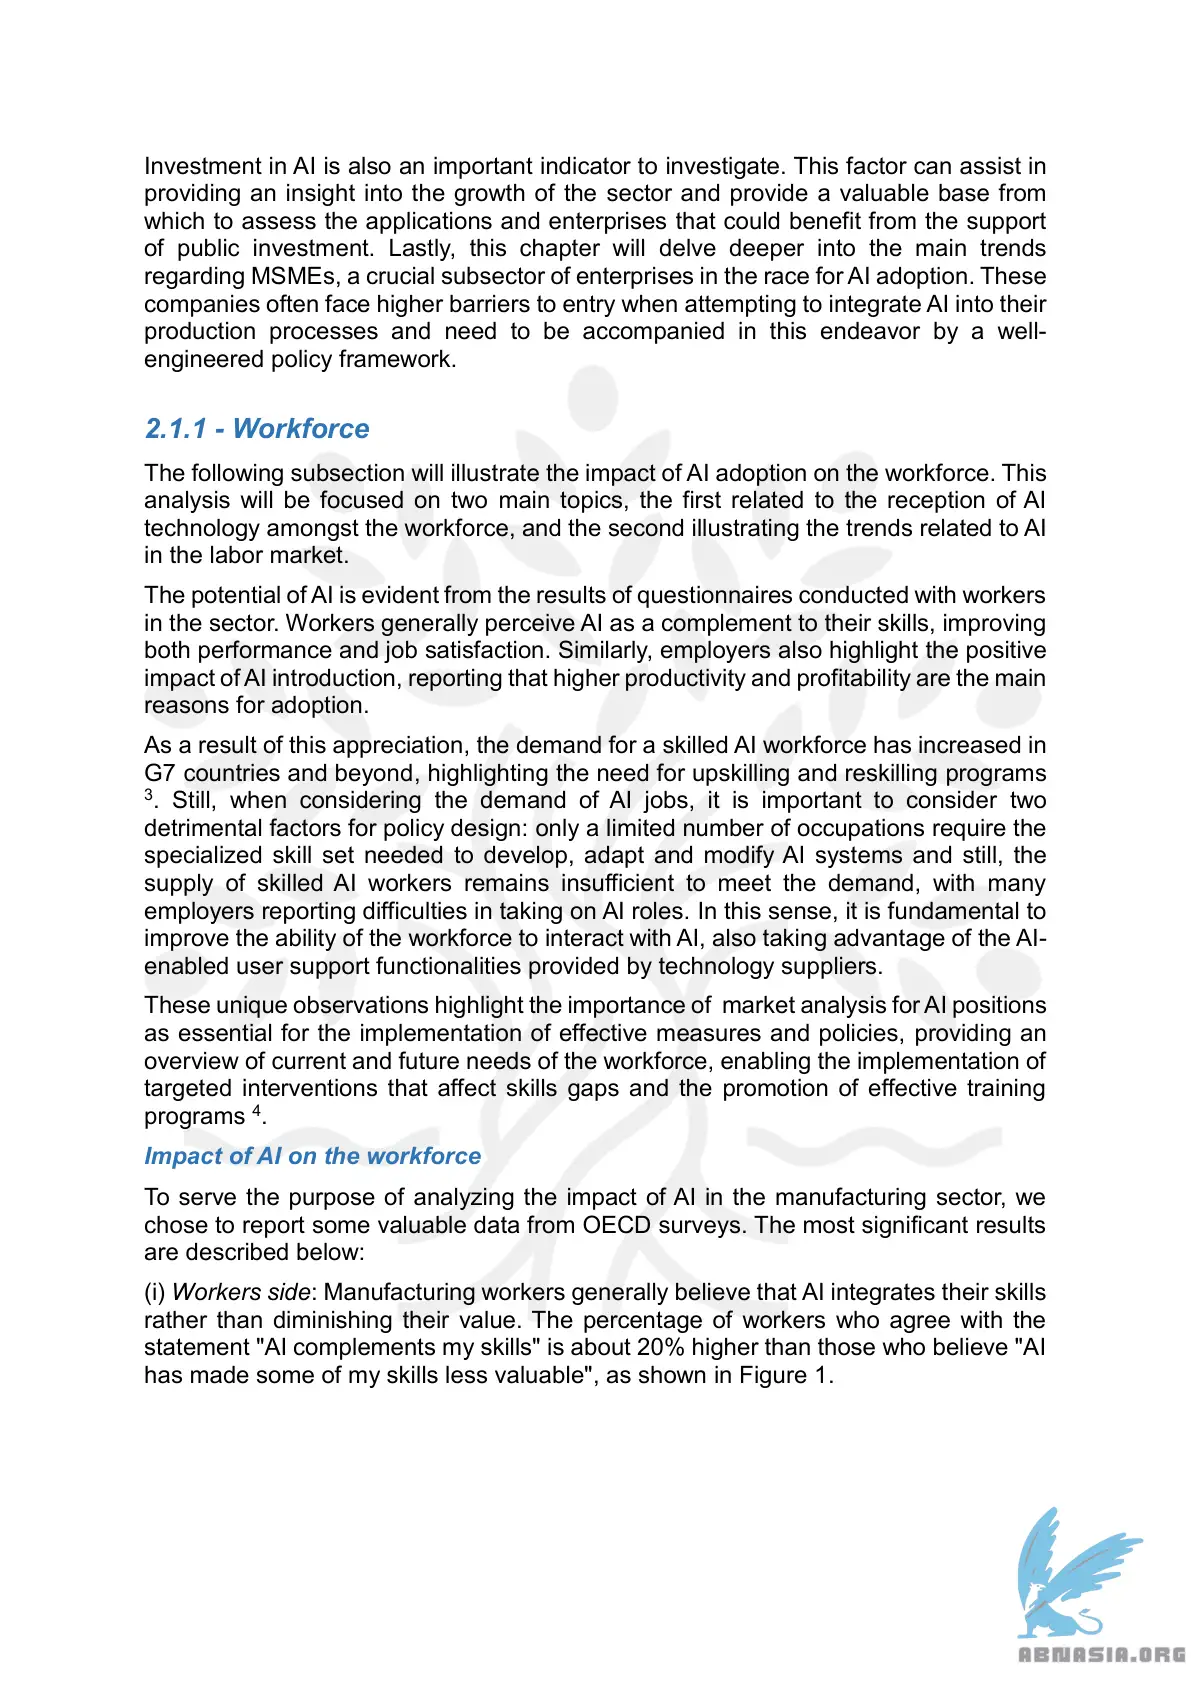 Investment in AI is also an important indicator to investigate. This factor can assist in
providing an insight into the growth of the sector and provide a valuable base from
which to assess the applications and enterprises that could benefit from the support
of public investment. Lastly, this chapter will delve deeper into the main trends
regarding MSMEs, a crucial subsector of enterprises in the race for AI adoption. These
companies often face higher barriers to entry when attempting to integrate AI into their
production processes and need to be accompanied in this endeavor by a well-
engineered policy framework.
2.1.1 - Workforce
The following subsection will illustrate the impact of AI adoption on the workforce. This
analysis will be focused on two main topics, the first related to the reception of AI
technology amongst the workforce, and the second illustrating the trends related to AI
in the labor market.
The potential of AI is evident from the results of questionnaires conducted with workers
in the sector. Workers generally perceive AI as a complement to their skills, improving
both performance and job satisfaction. Similarly, employers also highlight the positive
impact of AI introduction, reporting that higher productivity and profitability are the main
reasons for adoption.
As a result of this appreciation, the demand for a skilled AI workforce has increased in
G7 countries and beyond, highlighting the need for upskilling and reskilling programs
3. Still, when considering the demand of AI jobs, it is important to consider two
detrimental factors for policy design: only a limited number of occupations require the
specialized skill set needed to develop, adapt and modify AI systems and still, the
supply of skilled AI workers remains insufficient to meet the demand, with many
employers reporting difficulties in taking on AI roles. In this sense, it is fundamental to
improve the ability of the workforce to interact with AI, also taking advantage of the AI-
enabled user support functionalities provided by technology suppliers.
These unique observations highlight the importance of market analysis for AI positions
as essential for the implementation of effective measures and policies, providing an
overview of current and future needs of the workforce, enabling the implementation of
targeted interventions that affect skills gaps and the promotion of effective training
programs 4.
Impact of AI on the workforce
To serve the purpose of analyzing the impact of AI in the manufacturing sector, we
chose to report some valuable data from OECD surveys. The most significant results
are described below:
(i) Workers side: Manufacturing workers generally believe that AI integrates their skills
rather than diminishing their value. The percentage of workers who agree with the
statement "AI complements my skills" is about 20% higher than those who believe "AI
has made some of my skills less valuable", as shown in Figure 1.
ABNASIA.ORG